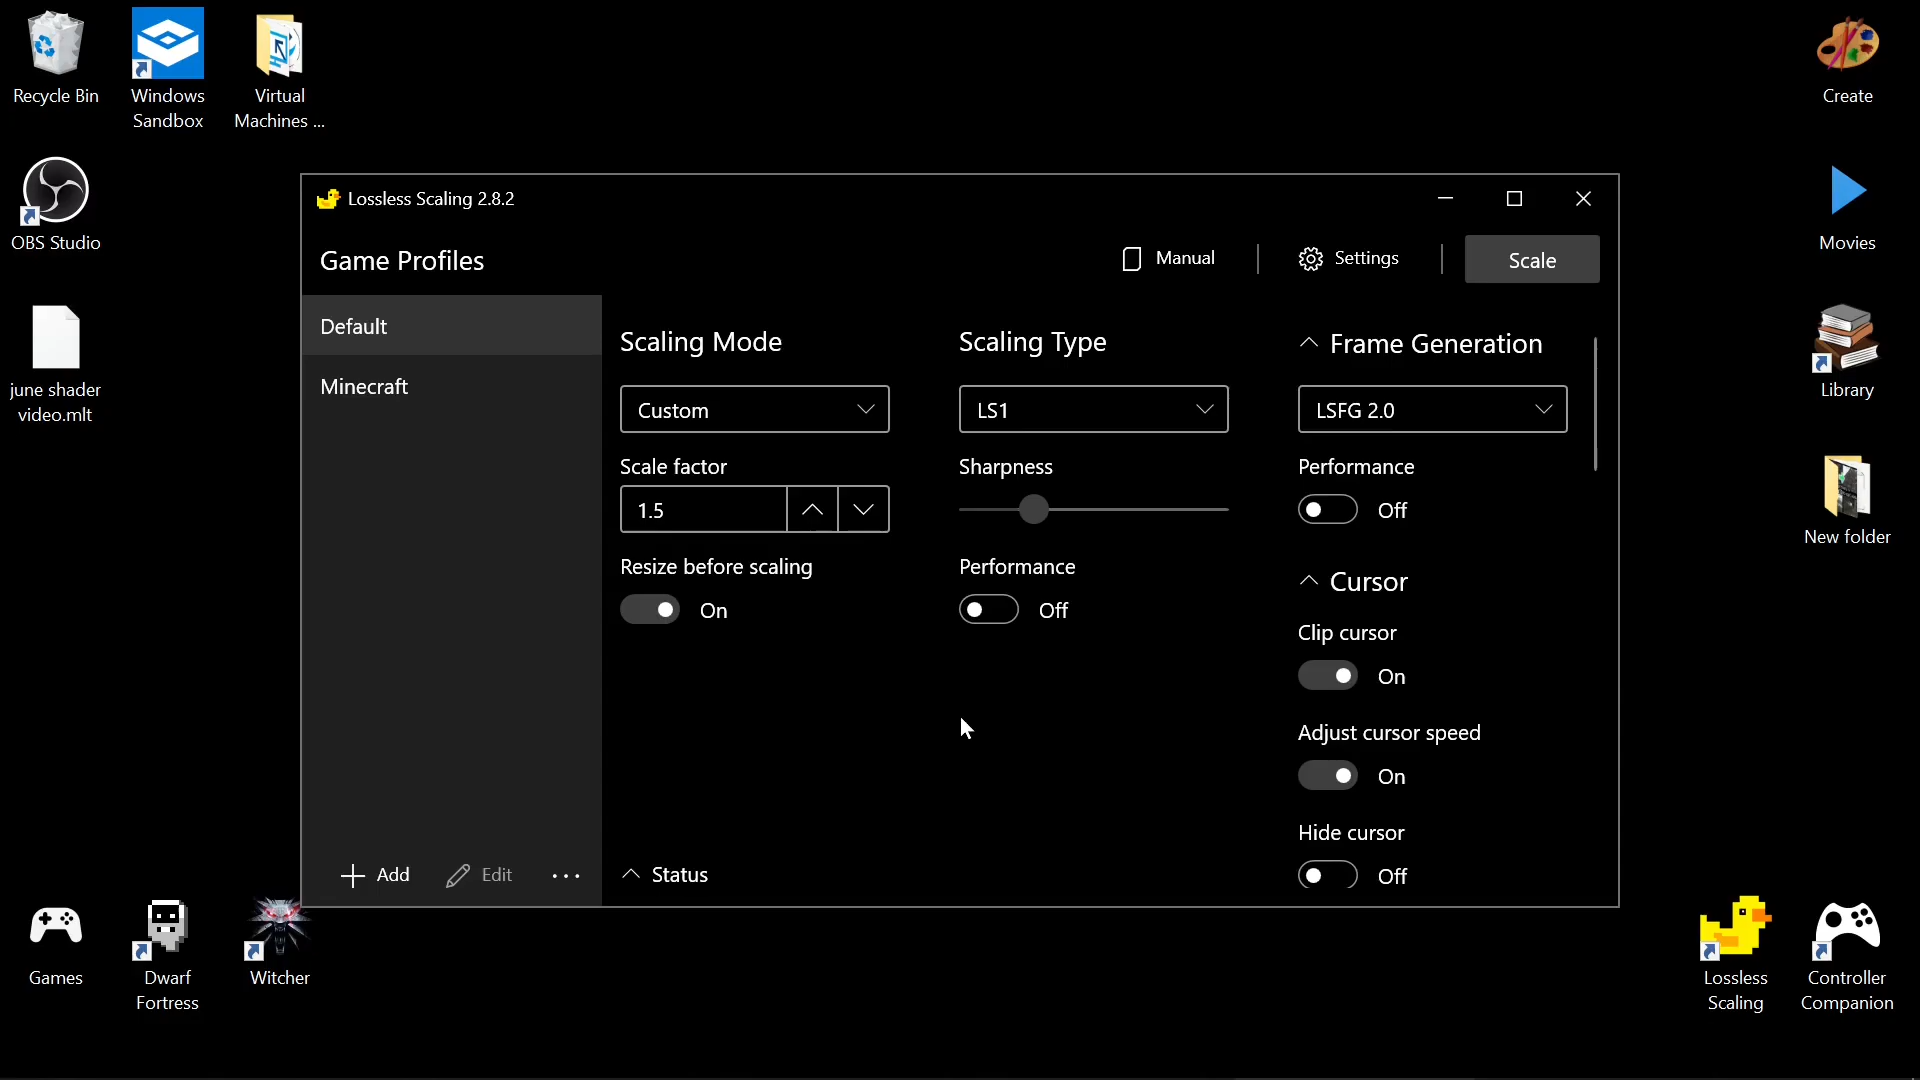 Recycle Bin
Windows
Sandbox
Virtual
Machines ...
Create
OBS Studio
Movies
june shader
video.mlt
Library
New folder
Lossless Scaling 2.8.2
Game Profiles
Manual
Settings
Scale
Default
Minecraft
Scaling Mode
Custom
Scale factor
1.5
Resize before scaling
On
Scaling Type
LS1
Sharpness
Performance
Off
Frame Generation
LSFG 2.0
Performance
Off
Cursor
Clip cursor
On
Adjust cursor speed
On
Hide cursor
Off
Add
Edit
...
Status
Games
Dwarf
Fortress
Witcher
Lossless
Scaling
Controller
Companion